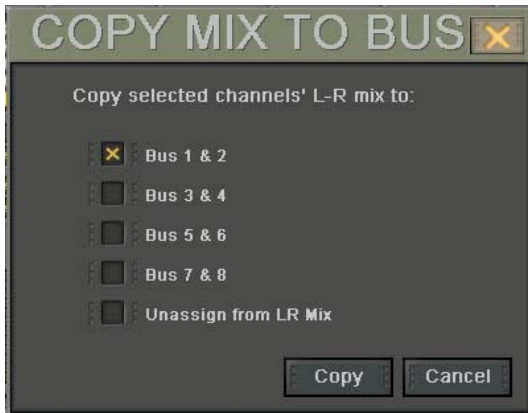 COPY MIX TO BUS
Copy selected channels' L-R mix to:
Bus 1 & 2
Bus 3 & 4
Bus 5 & 6
Bus 7 & 8
Unassign from LR Mix
Copy
Cancel